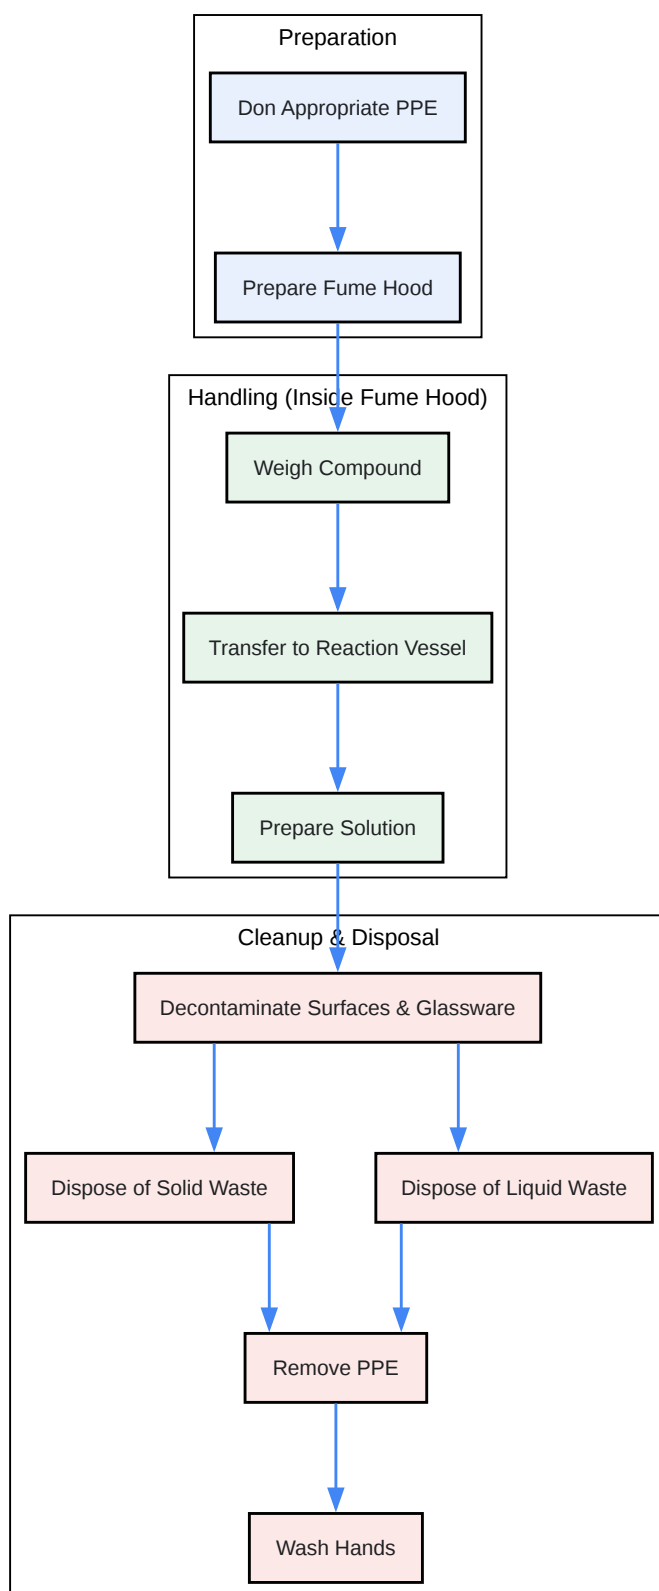 Preparation
Don Appropriate PPE
Prepare Fume Hood
Handling (Inside Fume Hood)
Weigh Compound
Transfer to Reaction Vessel
Prepare Solution
Cleanup & Disposal
Decontaminate Surfaces & Glassware
Dispose of Solid Waste
Dispose of Liquid Waste
Remove PPE
Wash Hands